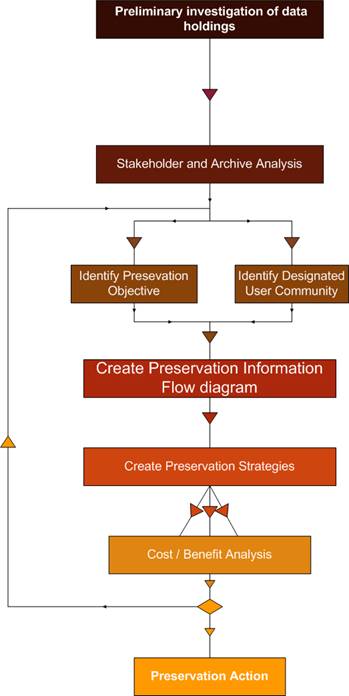 Preliminary investigation of data
holdings
Stakeholder and Archive Analysis
Identify Presevation
Objective
Identify Designated
User Community
Create Preservation Information
Flow diagram
Create Preservation Strategies
Cost / Benefit Analysis
Preservation Action